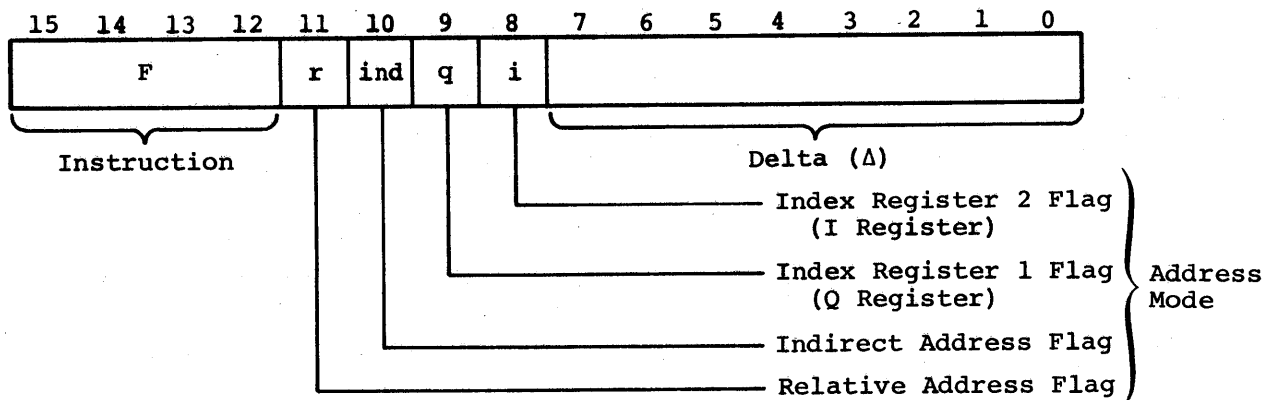 15 14 13 12 11 10 9 8 7 6 5 4 3 2 1 0
F r ind q i
Instruction
Delta (Δ)
Index Register 2 Flag
(I Register)
Index Register 1 Flag
(Q Register)
Indirect Address Flag
Relative Address Flag
Address
Mode